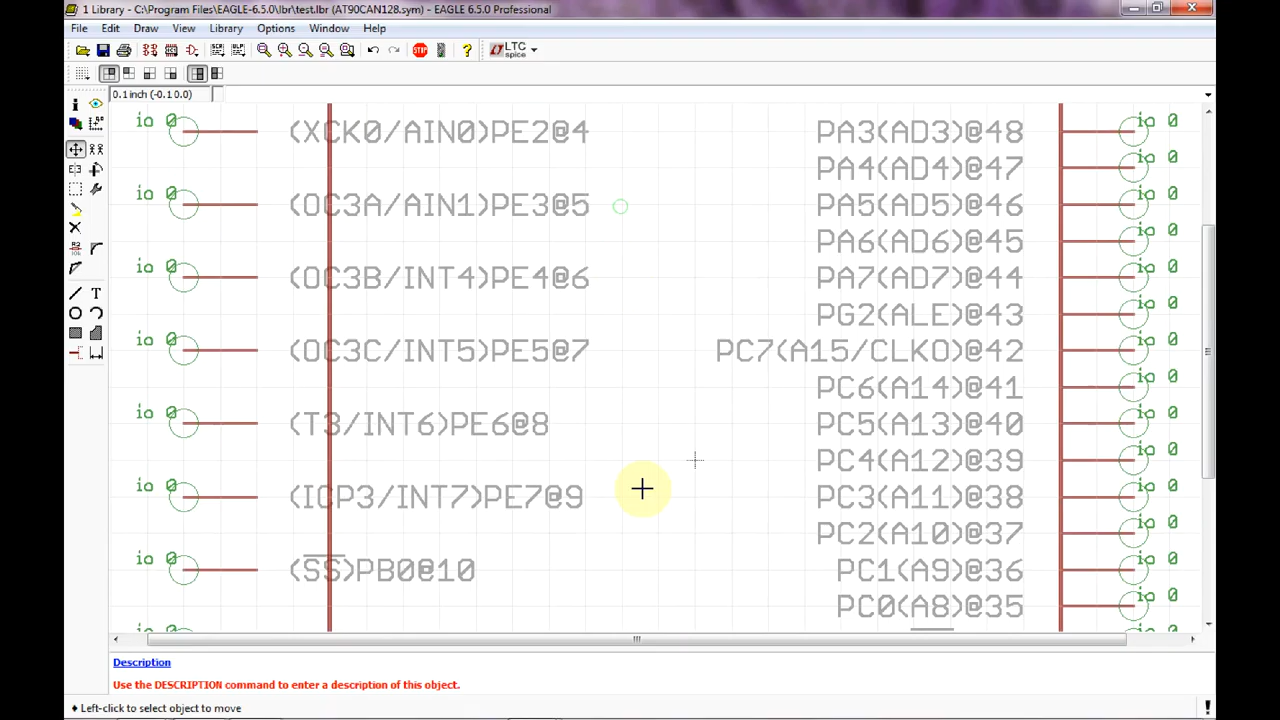 1 Library - C:\Program Files\EAGLE-6.5.0\lbr\test.lbr (AT90CAN128.sym) - EAGLE 6.5.0 Professional
File Edit Draw View Library Options Window Help
STOP ? LTC spice
0.1 inch (-0.1 0.0)
io 0 (XCK0/AIN0)PE2@4 PA3(AD3)@48 io 0
PA4(AD4)@47 io 0
io 0 (OC3A/AIN1)PE3@5 PA5(AD5)@46 io 0
PA6(AD6)@45 io 0
io 0 (OC3B/INT4)PE4@6 PA7(AD7)@44 io 0
PG2(ALE)@43 io 0
io 0 (OC3C/INT5)PE5@7 PC7(A15/CLKO)@42 io 0
PC6(A14)@41 io 0
io 0 (T3/INT6)PE6@8 PC5(A13)@40 io 0
PC4(A12)@39 io 0
io 0 (ICP3/INT7)PE7@9 PC3(A11)@38 io 0
PC2(A10)@37 io 0
io 0 (SS)PB0@10 PC1(A9)@36 io 0
PC0(A8)@35 io 0
Description
Use the DESCRIPTION command to enter a description of this object.
Left-click to select object to move